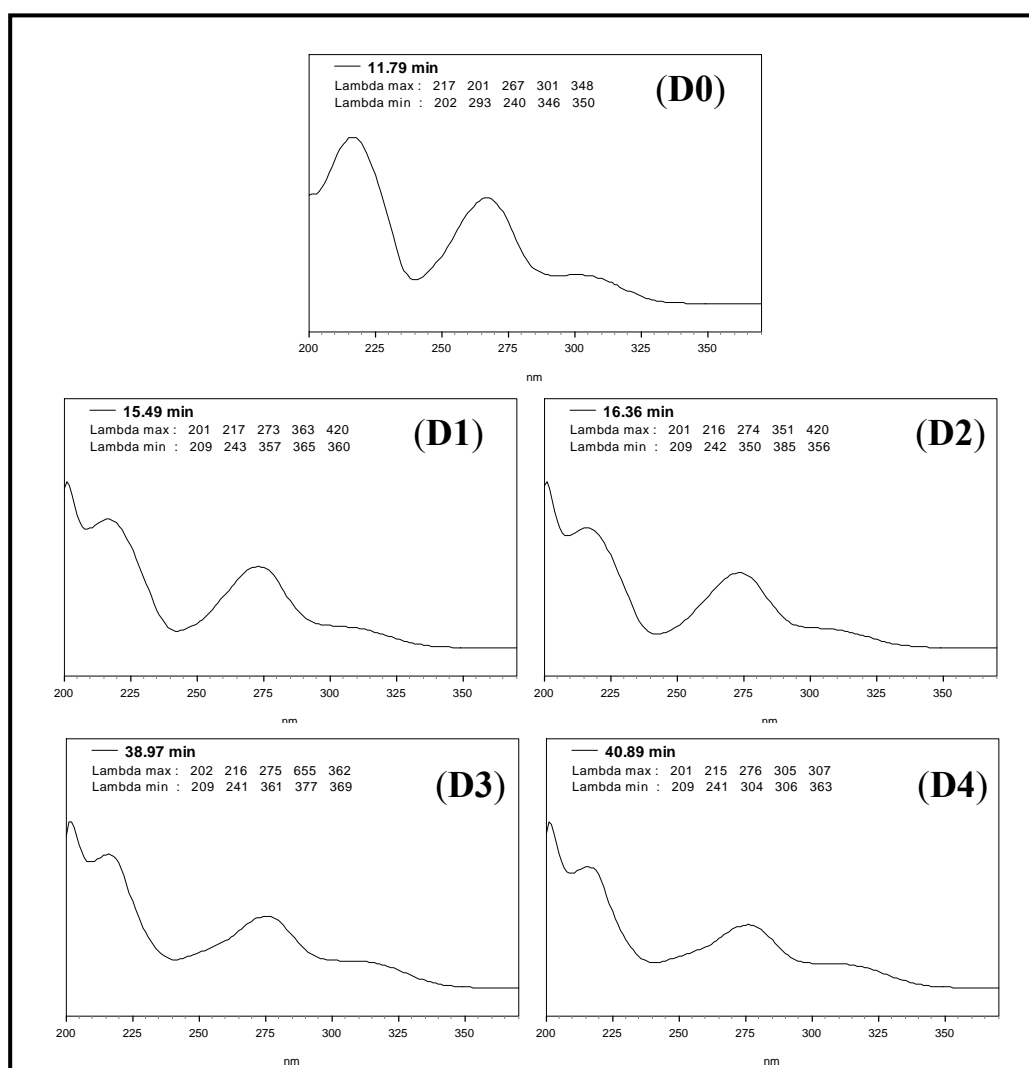 11.79 min
Lambda max : 217 201 267 301 348
Lambda min : 202 293 240 346 350
(D0)
200 225 250 275 300 325 350
nm
15.49 min
Lambda max : 201 217 273 363 420
Lambda min : 209 243 357 365 360
(D1)
200 225 250 275 300 325 350
nm
16.36 min
Lambda max : 201 216 274 351 420
Lambda min : 209 242 350 385 356
(D2)
200 225 250 275 300 325 350
nm
38.97 min
Lambda max : 202 216 275 655 362
Lambda min : 209 241 361 377 369
(D3)
200 225 250 275 300 325 350
nm
40.89 min
Lambda max : 201 215 276 305 307
Lambda min : 209 241 304 306 363
(D4)
200 225 250 275 300 325 350
nm